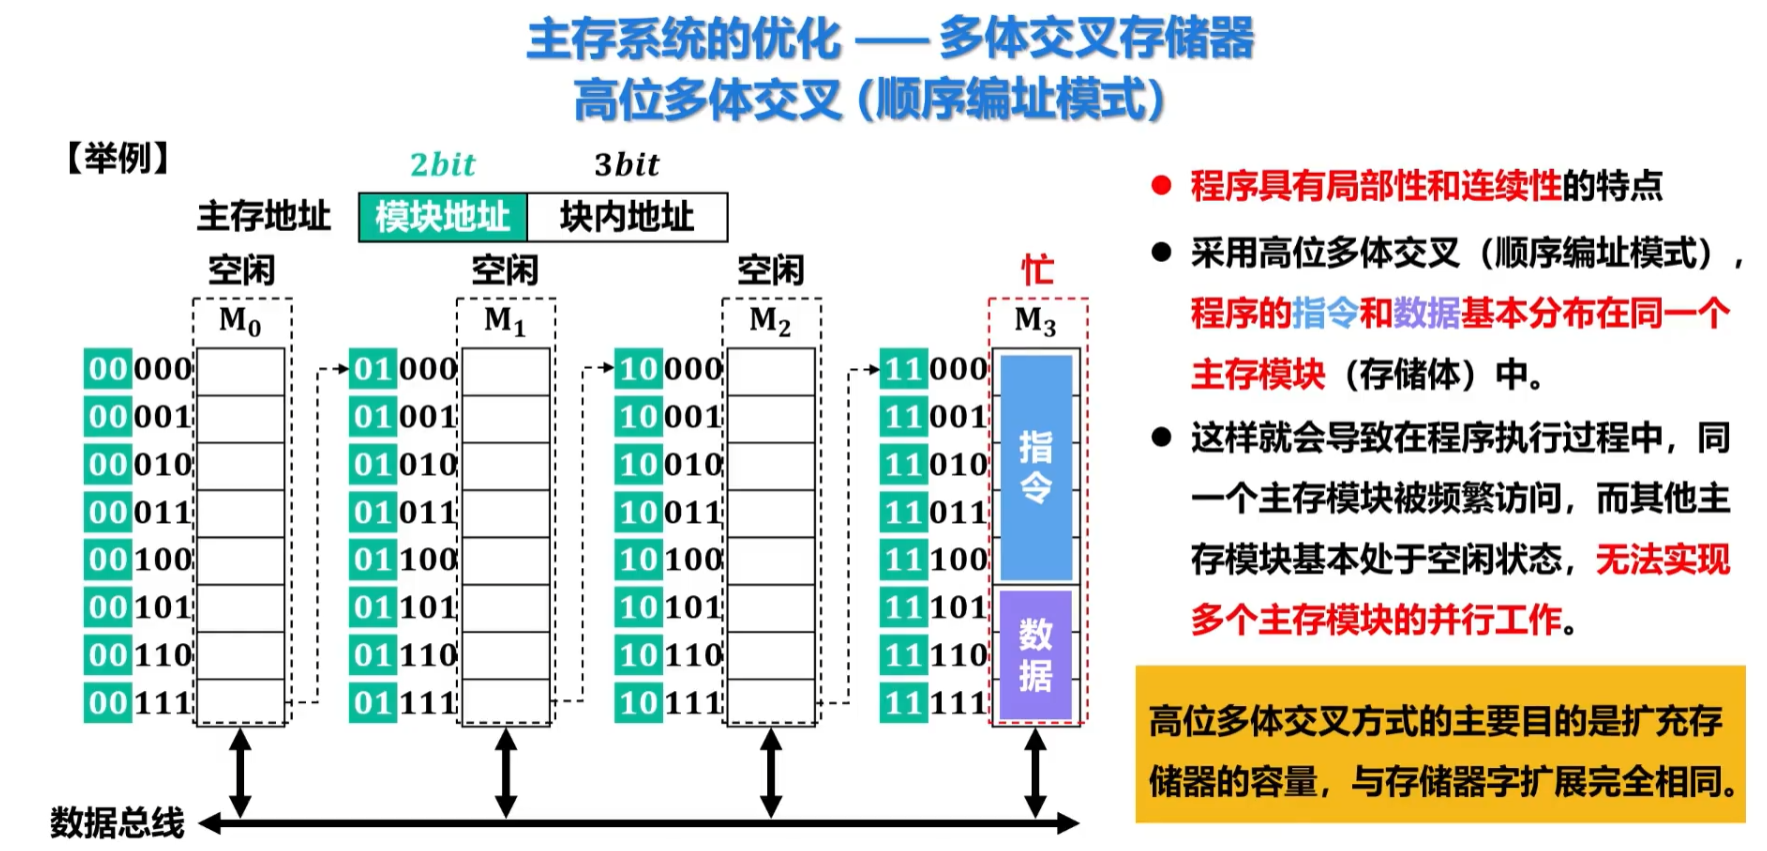 主存系统的优化 —— 多体交叉存储器
高位多体交叉（顺序编址模式）
【举例】
2bit 3bit
主存地址 模块地址 块内地址
空闲 空闲 空闲 忙
M0 M1 M2 M3
00000 01000 10000 11000
00001 01001 10001 11001
00010 01010 10010 11010
00011 01011 10011 11011
00100 01100 10100 11100
00101 01101 10101 11101
00110 01110 10110 11110
00111 01111 10111 11111
指
令
数
据
数据总线
● 程序具有局部性和连续性的特点
● 采用高位多体交叉（顺序编址模式），
程序的指令和数据基本分布在同一个
主存模块（存储体）中。
● 这样就会导致在程序执行过程中，同
一个主存模块被频繁访问，而其他主
存模块基本处于空闲状态，无法实现
多个主存模块的并行工作。
高位多体交叉方式的主要目的是扩充存
储器的容量，与存储器字扩展完全相同。